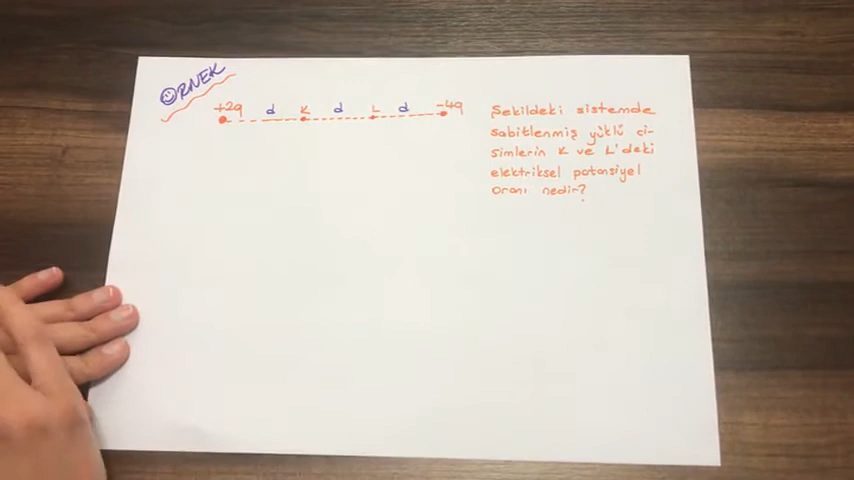 ÖRNEK
+2q d K d L d -4q
Şekildeki sistemde
sabitlenmiş yüklü ci-
simlerin K ve L'deki
elektriksel potansiyel
oranı nedir?